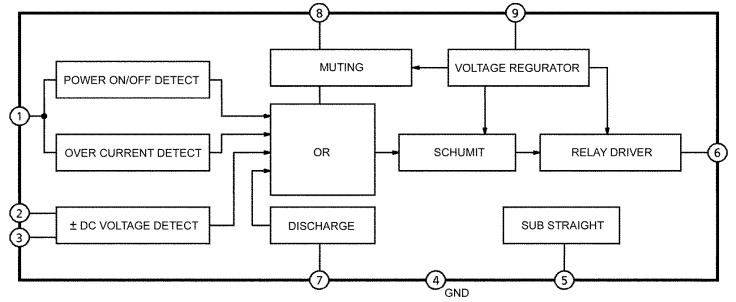 8 9
MUTING VOLTAGE REGURATOR
POWER ON/OFF DETECT
1
OVER CURRENT DETECT OR SCHUMIT RELAY DRIVER 6
2
± DC VOLTAGE DETECT DISCHARGE SUB STRAIGHT
3
7 4 5
GND